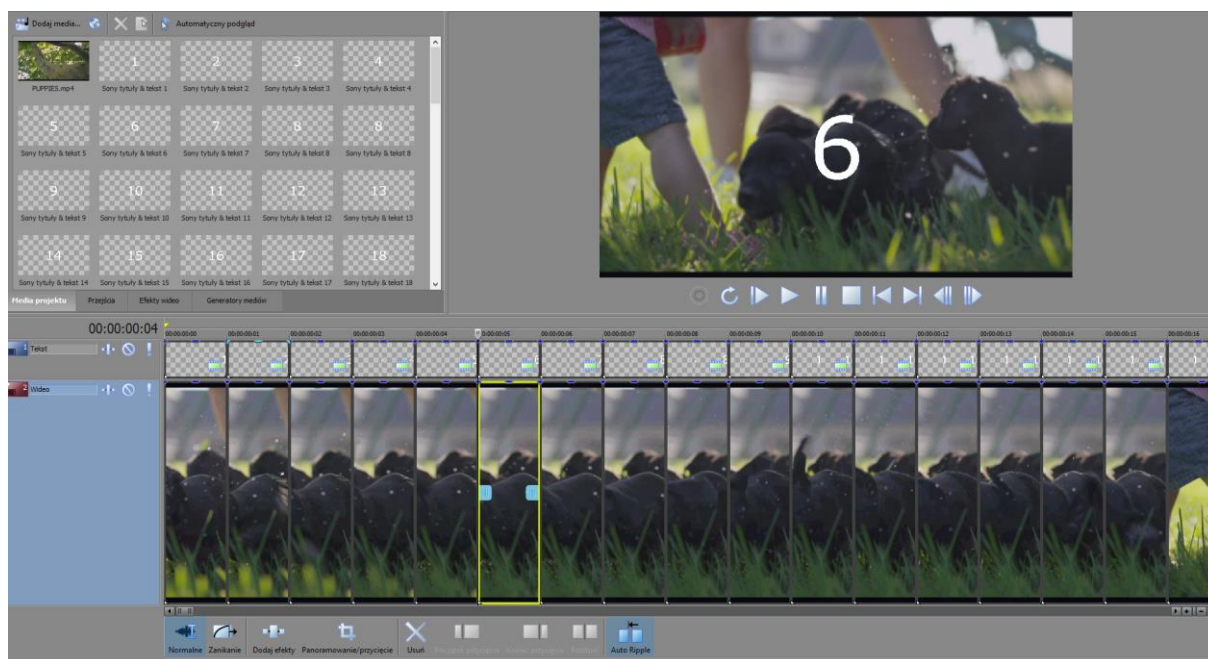 Dodaj media...
Automatyczny podgląd
1
2
3
4
PUPPIES.mp4
Sony tytuły & tekst 1
Sony tytuły & tekst 2
Sony tytuły & tekst 3
Sony tytuły & tekst 4
5
6
7
8
8
Sony tytuły & tekst 5
Sony tytuły & tekst 6
Sony tytuły & tekst 7
Sony tytuły & tekst 8
Sony tytuły & tekst 8
9
10
11
12
13
Sony tytuły & tekst 9
Sony tytuły & tekst 10
Sony tytuły & tekst 11
Sony tytuły & tekst 12
Sony tytuły & tekst 13
14
15
16
17
18
Sony tytuły & tekst 14
Sony tytuły & tekst 15
Sony tytuły & tekst 16
Sony tytuły & tekst 17
Sony tytuły & tekst 18
Media projektu
Przejścia
Efekty wideo
Generatory mediów
6
00:00:00:04
00:00:00:00
00:00:00:01
00:00:00:02
00:00:00:03
00:00:00:04
0:00:00:05
00:00:00:06
00:00:00:07
00:00:00:08
00:00:00:09
00:00:00:10
00:00:00:11
00:00:00:12
00:00:00:13
00:00:00:14
00:00:00:15
00:00:00:16
1 Tekst
2 Wideo
Normalne
Zanikanie
Dodaj efekty
Panoramowanie/przycięcie
Usuń
Auto Ripple